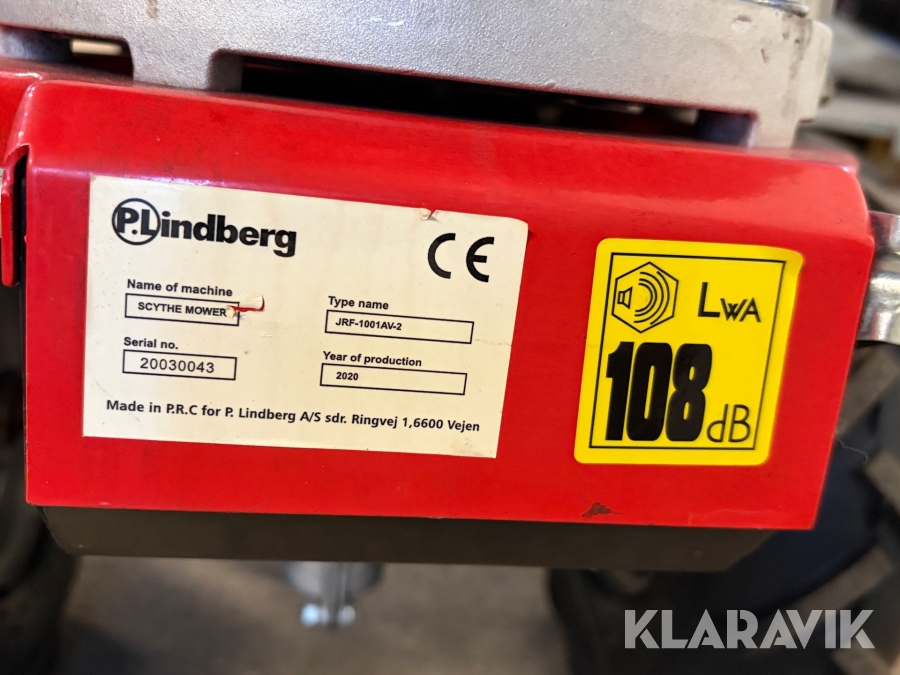 P.Lindberg
CE
Name of machine
SCYTHE MOWER
Type name
JRF-1001AV-2
Serial no.
20030043
Year of production
2020
Made in P.R.C for P. Lindberg A/S sdr. Ringvej 1,6600 Vejen
LWA
108 dB
KLARAVIK